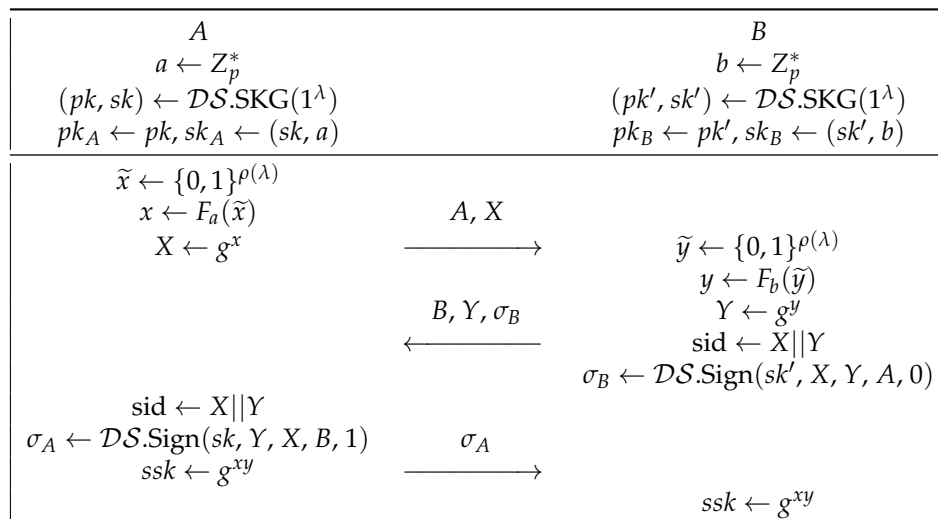 A B
a ← Z_p^* b ← Z_p^*
(pk, sk) ← 𝒟𝒮.SKG(1^λ) (pk′, sk′) ← 𝒟𝒮.SKG(1^λ)
pk_A ← pk, sk_A ← (sk, a) pk_B ← pk′, sk_B ← (sk′, b)
x̃ ← {0, 1}^{ρ(λ)}
x ← F_a(x̃) A, X
X ← g^x ⟶ ỹ ← {0, 1}^{ρ(λ)}
y ← F_b(ỹ)
B, Y, σ_B Y ← g^y
⟵ sid ← X||Y
σ_B ← 𝒟𝒮.Sign(sk′, X, Y, A, 0)
sid ← X||Y
σ_A ← 𝒟𝒮.Sign(sk, Y, X, B, 1) σ_A
ssk ← g^{xy} ⟶
ssk ← g^{xy}